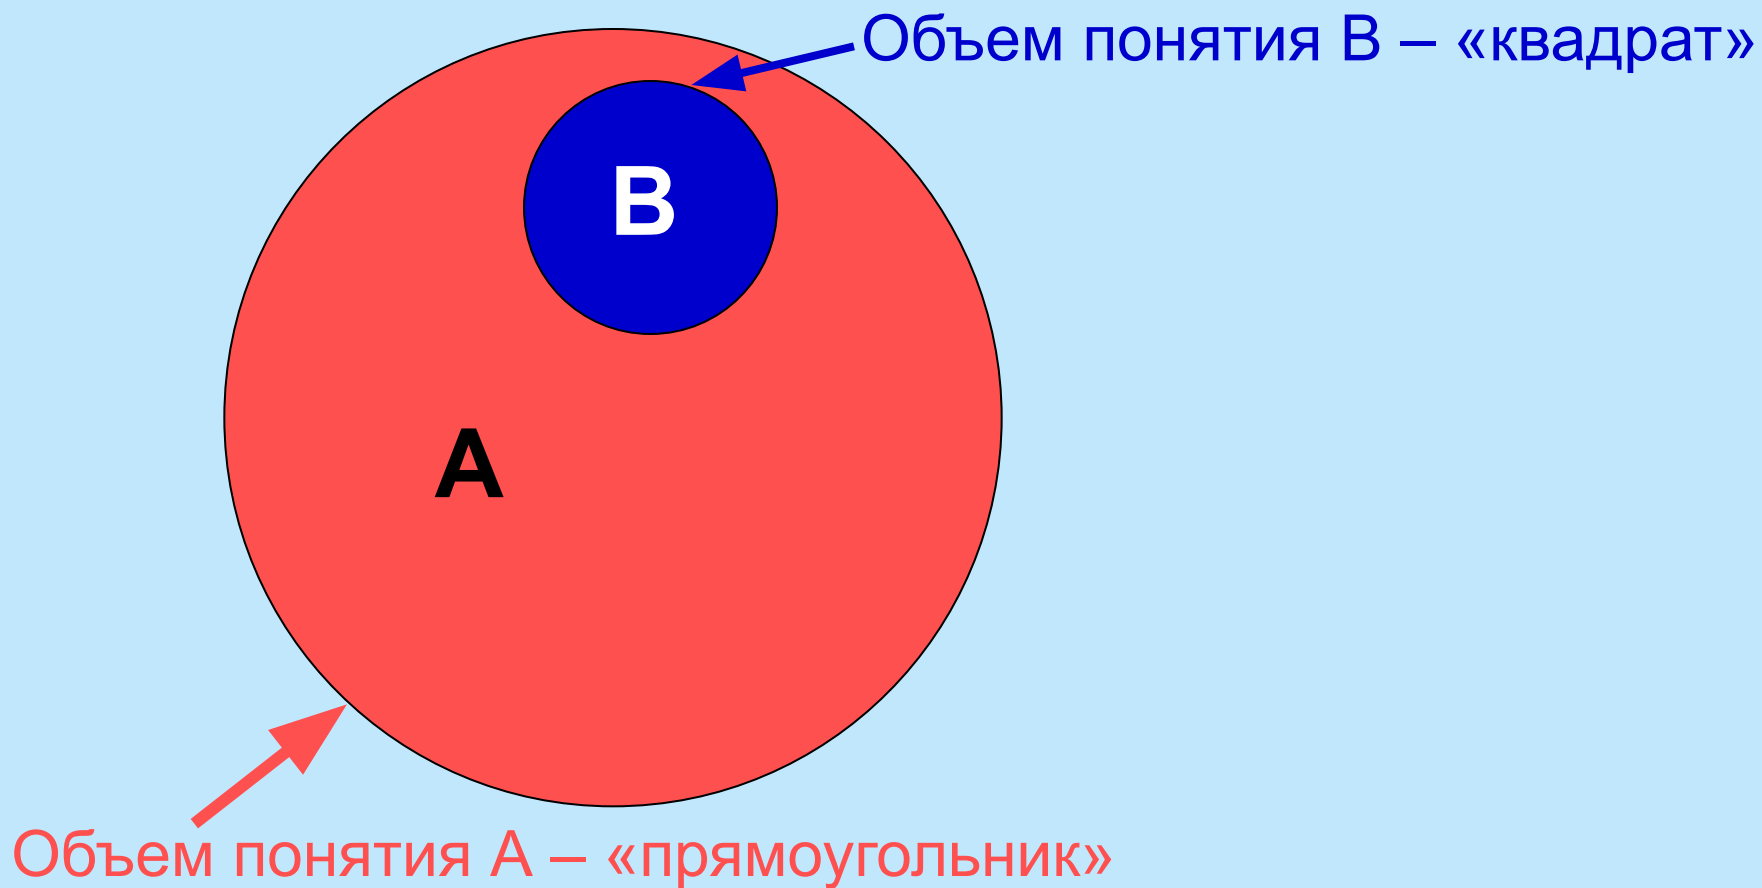 Объем понятия В – «квадрат»
В
А
Объем понятия А – «прямоугольник»